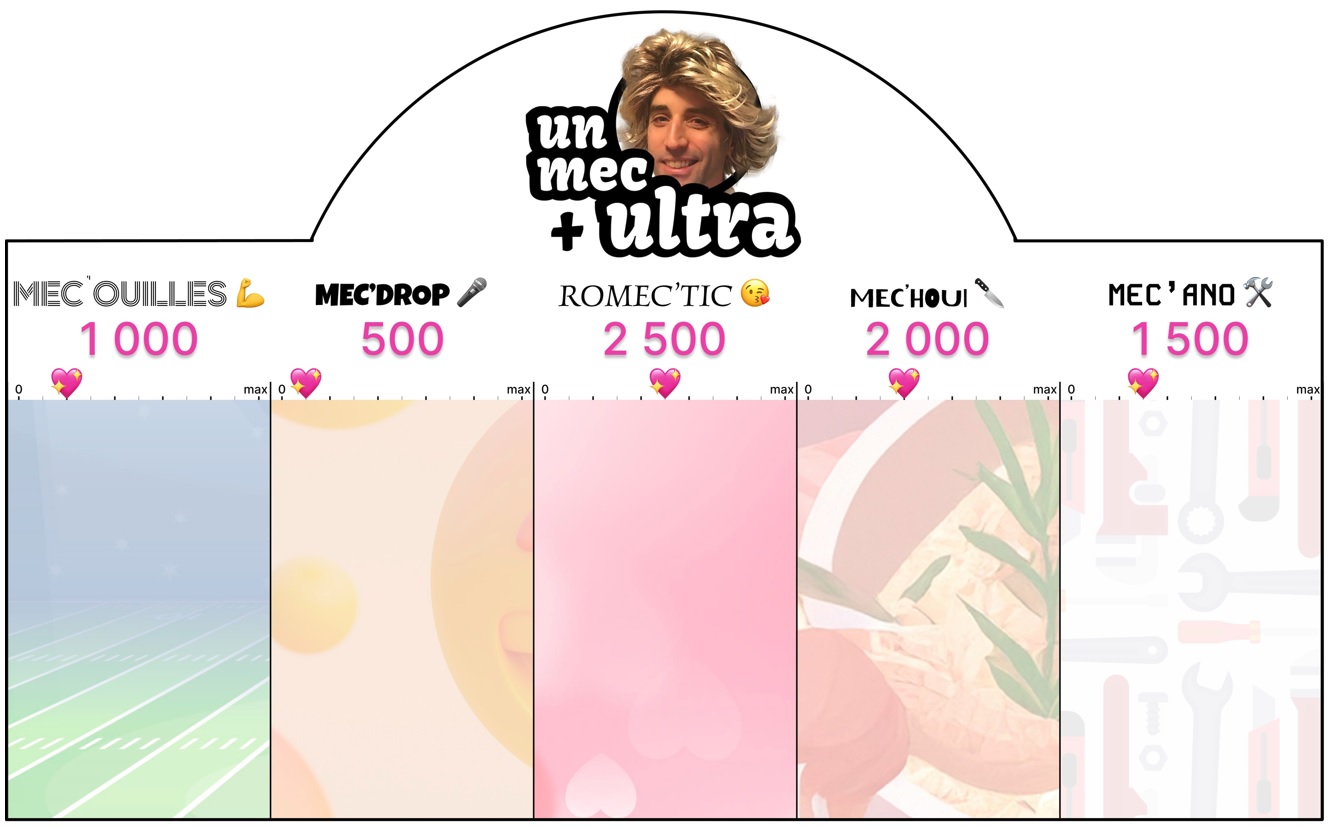 un
mec
+ ultra
MEC'OUILLES 💪
1 000
0 max
MEC'DROP 🎤
500
0 max
ROMEC'TIC 😘
2 500
0 max
MEC'HOUI 🔪
2 000
0 max
MEC'ANO 🛠️
1 500
0 max